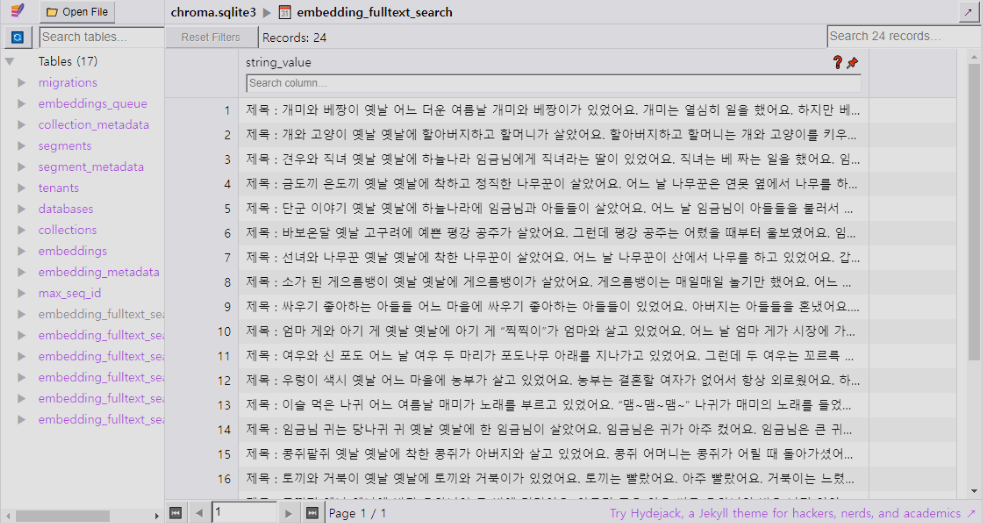 Open File
chroma.sqlite3 ▶ embedding_fulltext_search
Search tables...
Reset Filters
Records: 24
Search 24 records...
Tables (17)
migrations
embeddings_queue
collection_metadata
segments
segment_metadata
tenants
databases
collections
embeddings
embedding_metadata
max_seq_id
embedding_fulltext_sea
embedding_fulltext_sea
embedding_fulltext_sea
embedding_fulltext_sea
embedding_fulltext_sea
embedding_fulltext_sea
string_value
Search column...
1 제목 : 개미와 베짱이 옛날 어느 더운 여름날 개미와 베짱이가 있었어요. 개미는 열심히 일을 했어요. 하지만 베...
2 제목 : 개와 고양이 옛날 옛날에 할아버지하고 할머니가 살았어요. 할아버지하고 할머니는 개와 고양이를 키우...
3 제목 : 견우와 직녀 옛날 옛날에 하늘나라 임금님에게 직녀라는 딸이 있었어요. 직녀는 베 짜는 일을 했어요. 임...
4 제목 : 금도끼 은도끼 옛날 옛날에 착하고 정직한 나무꾼이 살았어요. 어느 날 나무꾼은 연못 옆에서 나무를 하...
5 제목 : 단군 이야기 옛날 옛날에 하늘나라에 임금님과 아들들이 살았어요. 어느 날 임금님이 아들들을 불러서 ...
6 제목 : 바보온달 옛날 고구려에 예쁜 평강 공주가 살았어요. 그런데 평강 공주는 어렸을 때부터 울보였어요. 임...
7 제목 : 선녀와 나무꾼 옛날 옛날에 착한 나무꾼이 살았어요. 어느 날 나무꾼이 산에서 나무를 하고 있었어요. 갑...
8 제목 : 소가 된 게으름뱅이 옛날 옛날에 게으름뱅이가 살았어요. 게으름뱅이는 매일매일 놀기만 했어요. 어느 ...
9 제목 : 싸우기 좋아하는 아들들 어느 마을에 싸우기 좋아하는 아들들이 있었어요. 아버지는 아들들을 혼냈어요....
10 제목 : 엄마 게와 아기 게 옛날 옛날에 아기 게 “찍찍이”가 엄마와 살고 있었어요. 어느 날 엄마 게가 시장에 가...
11 제목 : 여우와 신 포도 어느 날 여우 두 마리가 포도나무 아래를 지나가고 있었어요. 그런데 두 여우는 꼬르륵 ...
12 제목 : 우렁이 색시 옛날 어느 마을에 농부가 살고 있었어요. 농부는 결혼할 여자가 없어서 항상 외로웠어요. 하...
13 제목 : 이슬 먹은 나귀 어느 여름날 매미가 노래를 부르고 있었어요. “맴~맴~맴~” 나귀가 매미의 노래를 들었...
14 제목 : 임금님 귀는 당나귀 귀 옛날 옛날에 한 임금님이 살았어요. 임금님은 귀가 아주 컸어요. 임금님은 큰 귀...
15 제목 : 콩쥐팥쥐 옛날 옛날에 착한 콩쥐가 아버지와 살고 있었어요. 콩쥐 어머니는 콩쥐가 어릴 때 돌아가셨어...
16 제목 : 토끼와 거북이 옛날 옛날에 토끼와 거북이가 있었어요. 토끼는 빨랐어요. 아주 빨랐어요. 거북이는 느렸...
1
Page 1 / 1
Try Hydejack, a Jekyll theme for hackers, nerds, and academics ↗